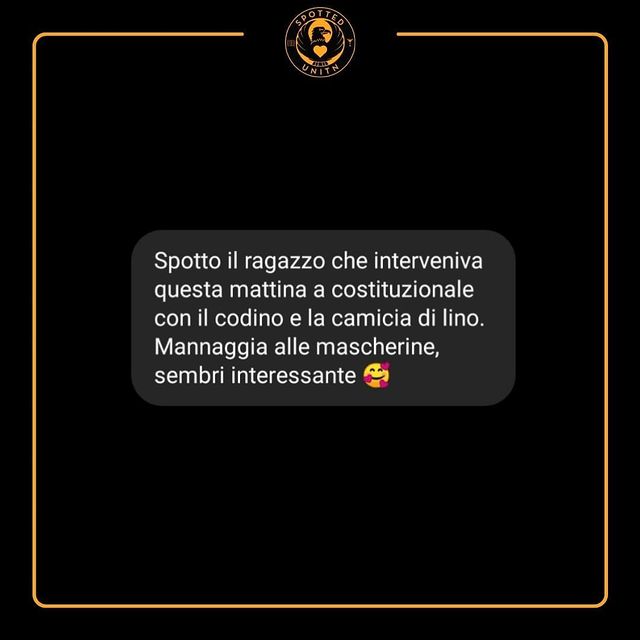 SPOTTED
UNITN
Spotto il ragazzo che interveniva
questa mattina a costituzionale
con il codino e la camicia di lino.
Mannaggia alle mascherine,
sembri interessante 🥰